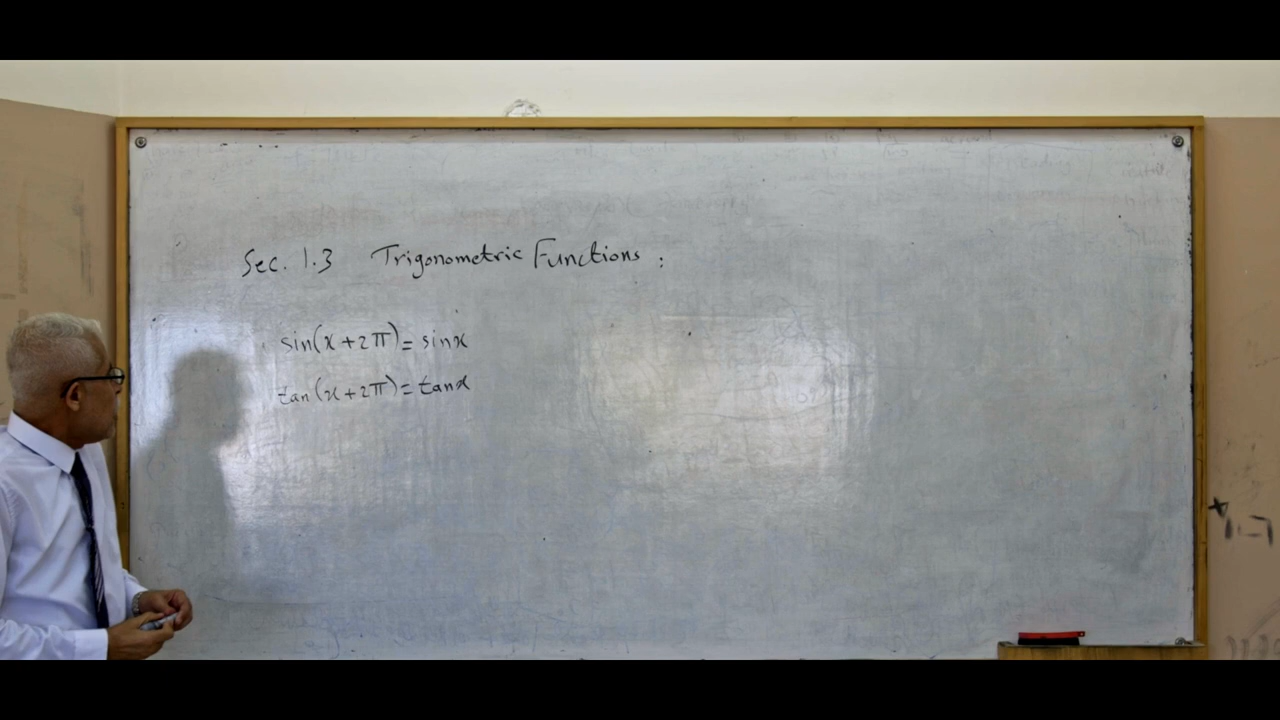 Sec. 1.3 Trigonometric Functions :
sin(x+2π)= sinx
tan(x+2π)= tanx